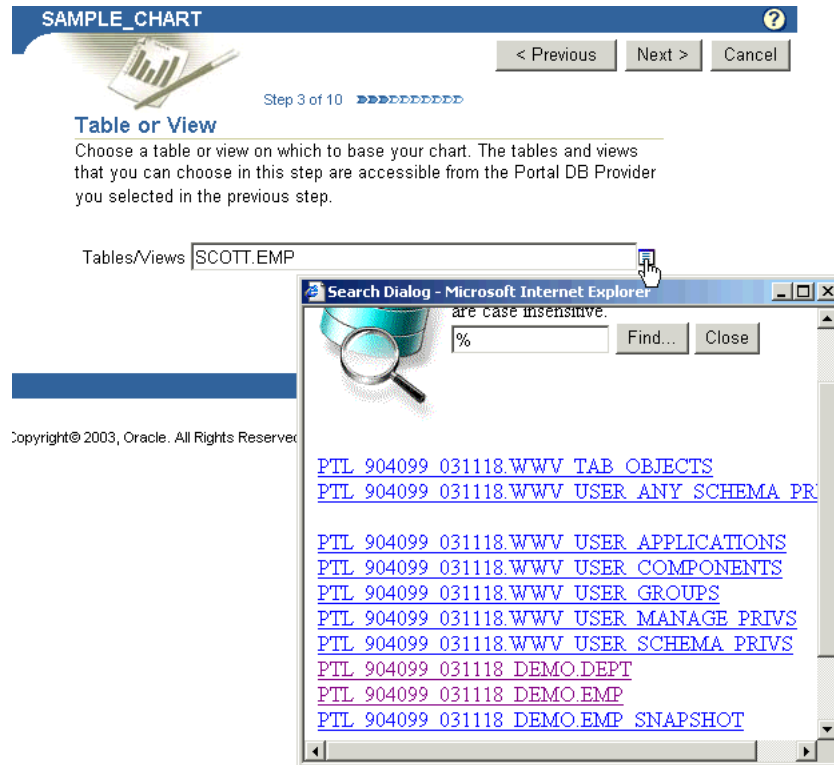 SAMPLE_CHART
?
< Previous
Next >
Cancel
Step 3 of 10
Table or View
Choose a table or view on which to base your chart. The tables and views
that you can choose in this step are accessible from the Portal DB Provider
you selected in the previous step.
Tables/Views SCOTT.EMP
Search Dialog - Microsoft Internet Explorer
are case insensitive.
%
Find...
Close
Copyright© 2003, Oracle. All Rights Reserved
PTL_904099_031118.WWV_TAB_OBJECTS
PTL_904099_031118.WWV_USER_ANY_SCHEMA_PRI
PTL_904099_031118.WWV_USER_APPLICATIONS
PTL_904099_031118.WWV_USER_COMPONENTS
PTL_904099_031118.WWV_USER_GROUPS
PTL_904099_031118.WWV_USER_MANAGE_PRIVS
PTL_904099_031118.WWV_USER_SCHEMA_PRIVS
PTL_904099_031118_DEMO.DEPT
PTL_904099_031118_DEMO.EMP
PTL_904099_031118_DEMO.EMP_SNAPSHOT